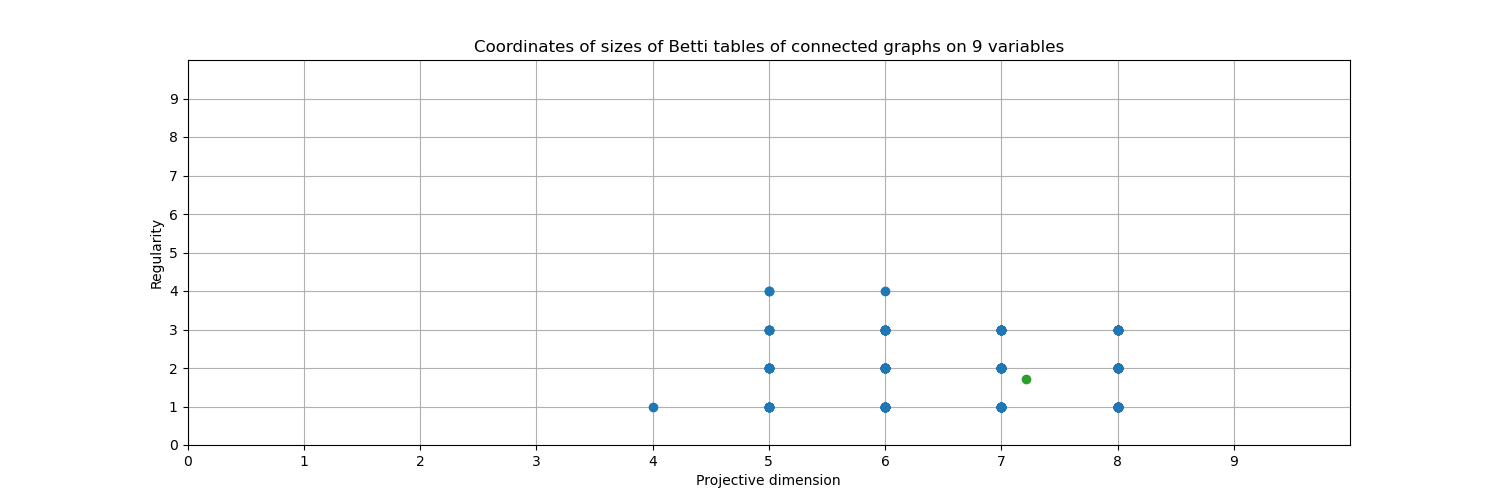 Coordinates of sizes of Betti tables of connected graphs on 9 variables
9
8
7
6
5
4
3
2
1
0
Regularity
0 1 2 3 4 5 6 7 8 9
Projective dimension